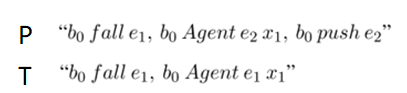 P “b₀ fall e₁, b₀ Agent e₂ x₁, b₀ push e₂”
T “b₀ fall e₁, b₀ Agent e₁ x₁”